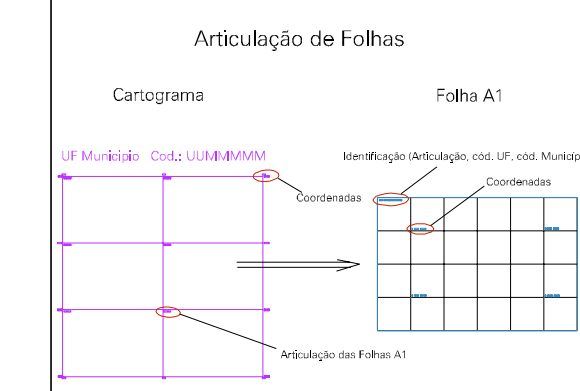 Articulação de Folhas
Cartograma
Folha A1
UF Municipio Cod.: UUMMMMM
Identificação (Articulação, cód. UF, cód. Municíp
Coordenadas
Coordenadas
Articulação das Folhas A1